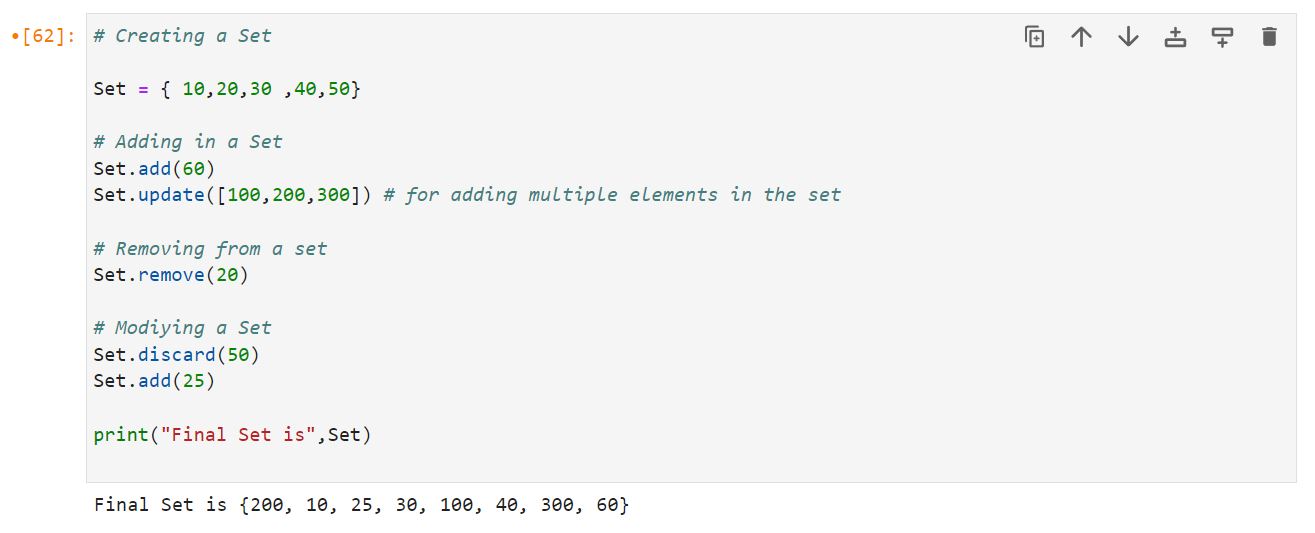 •[62]:
# Creating a Set
Set = { 10,20,30 ,40,50}
# Adding in a Set
Set.add(60)
Set.update([100,200,300]) # for adding multiple elements in the set
# Removing from a set
Set.remove(20)
# Modiying a Set
Set.discard(50)
Set.add(25)
print("Final Set is",Set)
Final Set is {200, 10, 25, 30, 100, 40, 300, 60}